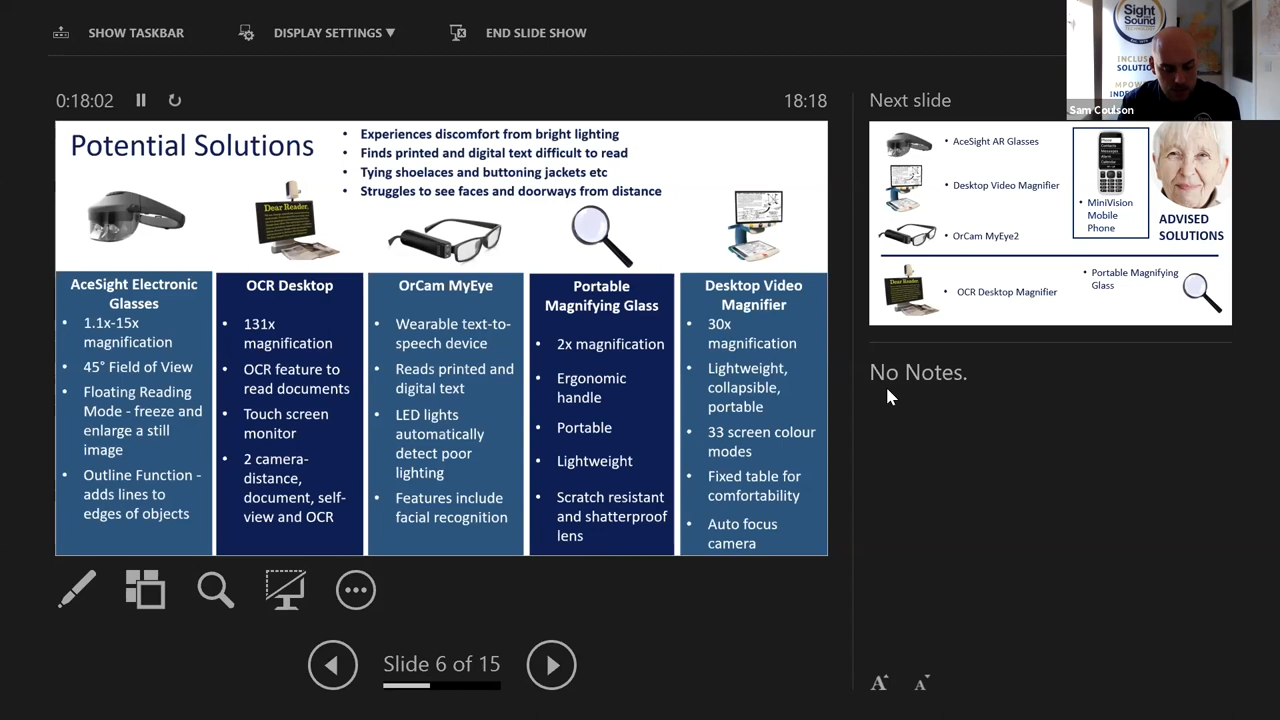 SHOW TASKBAR
DISPLAY SETTINGS ▼
END SLIDE SHOW
Sight
Sound
INCLUS
SOLUTIO
MPOW
INDE
Sam Coulson
0:18:02
18:18
Next slide
Potential Solutions
• Experiences discomfort from bright lighting
• Finds printed and digital text difficult to read
• Tying shoelaces and buttoning jackets etc
• Struggles to see faces and doorways from distance
Dear Reader,
AceSight Electronic
Glasses
• 1.1x-15x
magnification
• 45° Field of View
• Floating Reading
Mode - freeze and
enlarge a still
image
• Outline Function -
adds lines to
edges of objects
OCR Desktop
• 131x
magnification
• OCR feature to
read documents
• Touch screen
monitor
• 2 camera-
distance,
document, self-
view and OCR
OrCam MyEye
• Wearable text-to-
speech device
• Reads printed and
digital text
• LED lights
automatically
detect poor
lighting
• Features include
facial recognition
Portable
Magnifying Glass
• 2x magnification
• Ergonomic
handle
• Portable
• Lightweight
• Scratch resistant
and shatterproof
lens
Desktop Video
Magnifier
• 30x
magnification
• Lightweight,
collapsible,
portable
• 33 screen colour
modes
• Fixed table for
comfortability
• Auto focus
camera
• AceSight AR Glasses
• Desktop Video Magnifier
• OrCam MyEye2
• MiniVision
Mobile
Phone
ADVISED
SOLUTIONS
Dear Reader,
• OCR Desktop Magnifier
• Portable Magnifying
Glass
No Notes.
Slide 6 of 15
A A